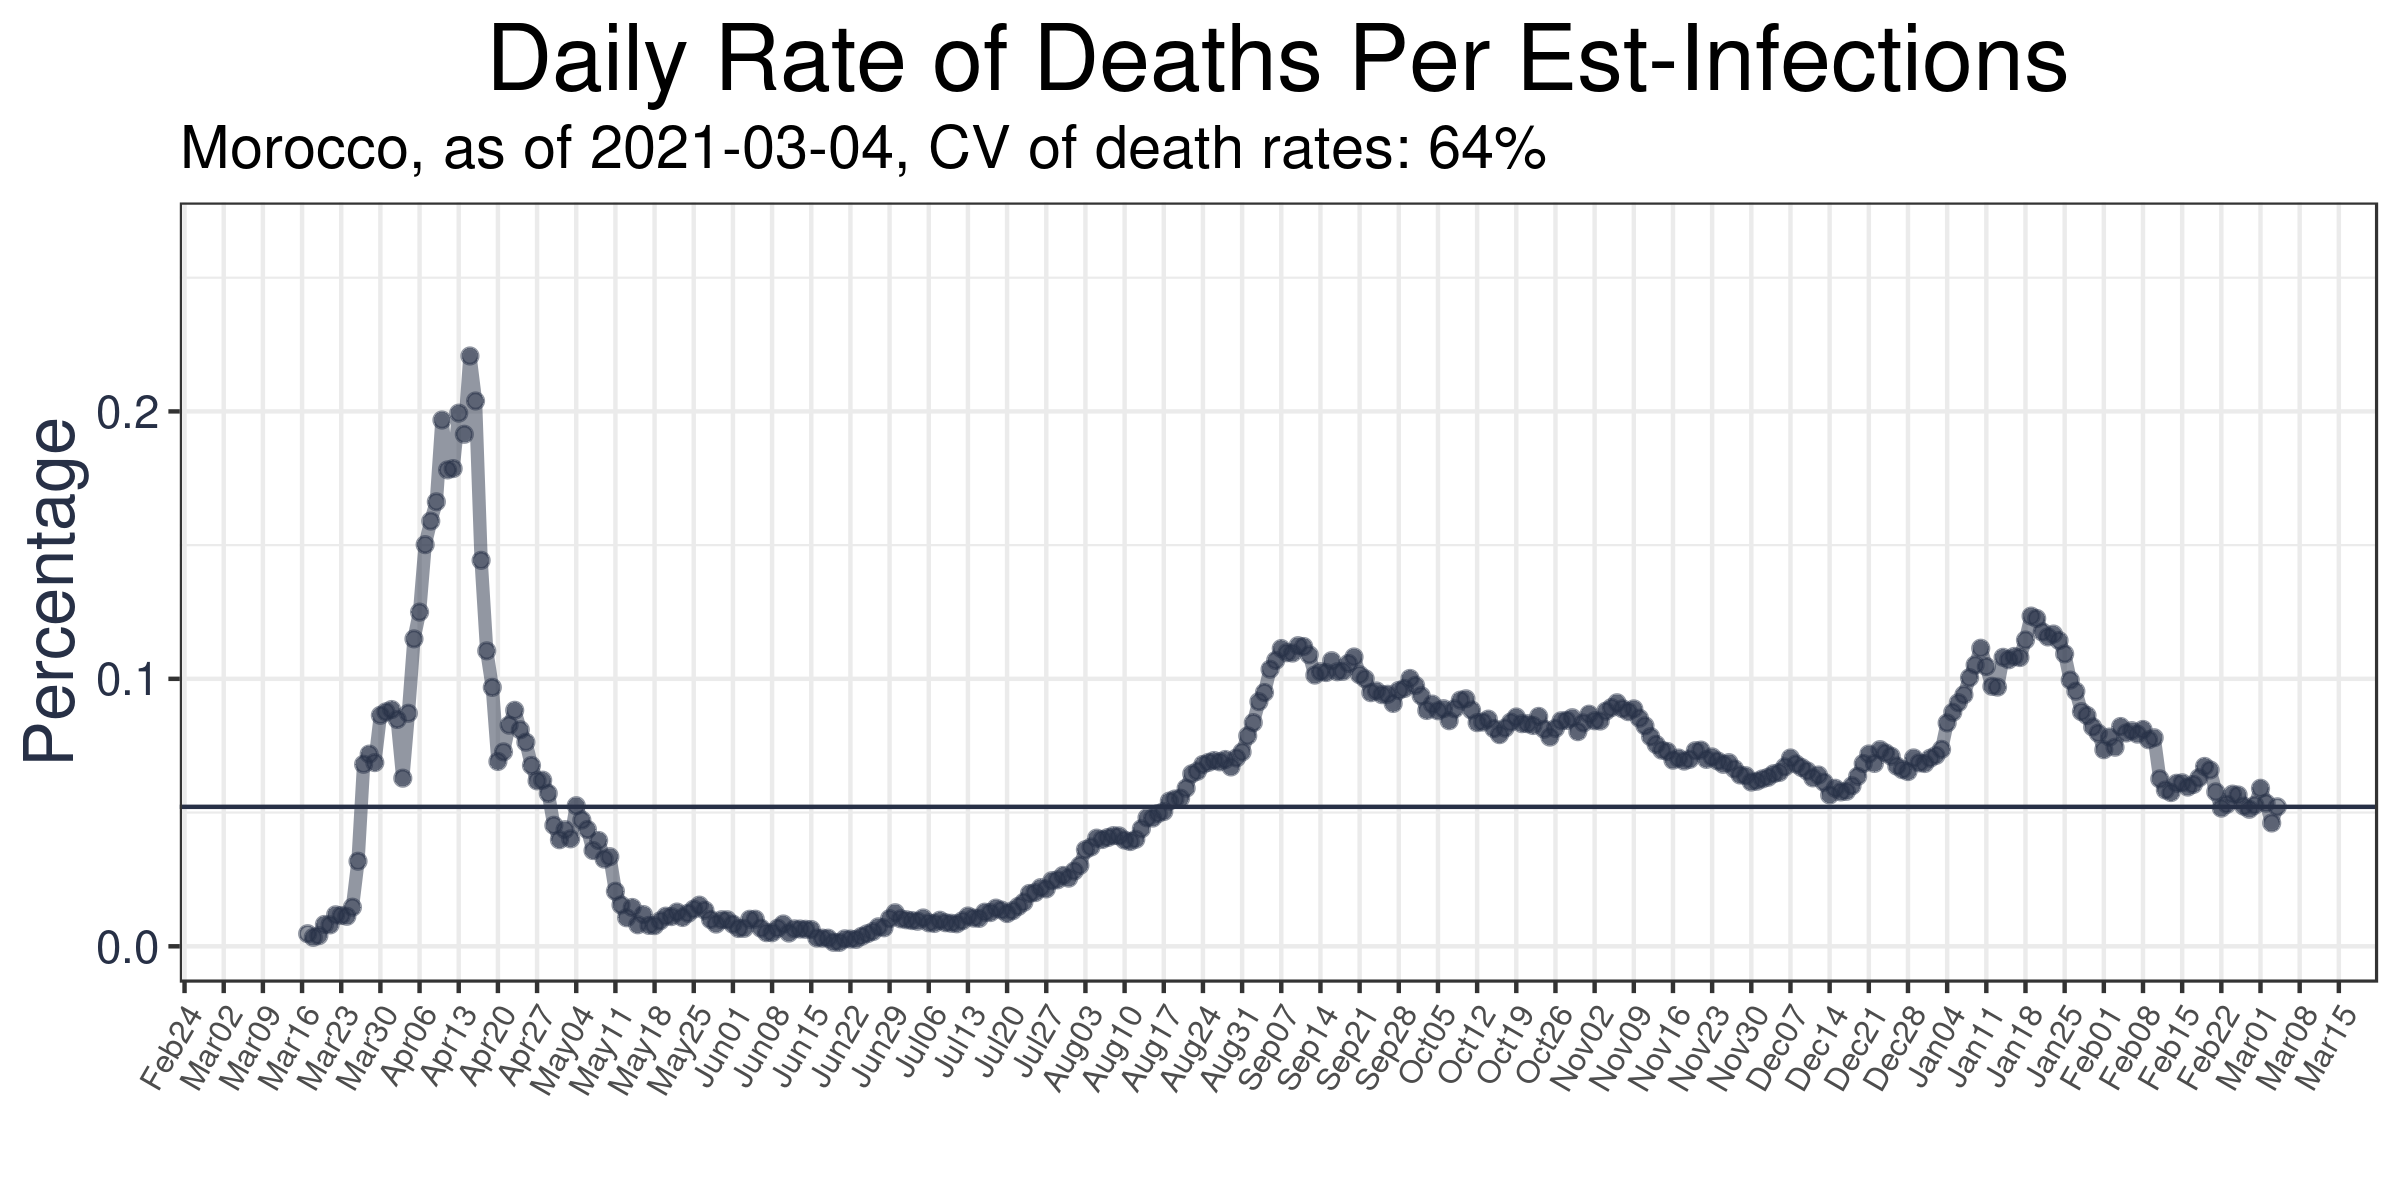 Daily Rate of Deaths Per Est-Infections
Morocco, as of 2021-03-04, CV of death rates: 64%
Percentage
0.2
0.1
0.0
Feb24
Mar02
Mar09
Mar16
Mar23
Mar30
Apr06
Apr13
Apr20
Apr27
May04
May11
May18
May25
Jun01
Jun08
Jun15
Jun22
Jun29
Jul06
Jul13
Jul20
Jul27
Aug03
Aug10
Aug17
Aug24
Aug31
Sep07
Sep14
Sep21
Sep28
Oct05
Oct12
Oct19
Oct26
Nov02
Nov09
Nov16
Nov23
Nov30
Dec07
Dec14
Dec21
Dec28
Jan04
Jan11
Jan18
Jan25
Feb01
Feb08
Feb15
Feb22
Mar01
Mar08
Mar15